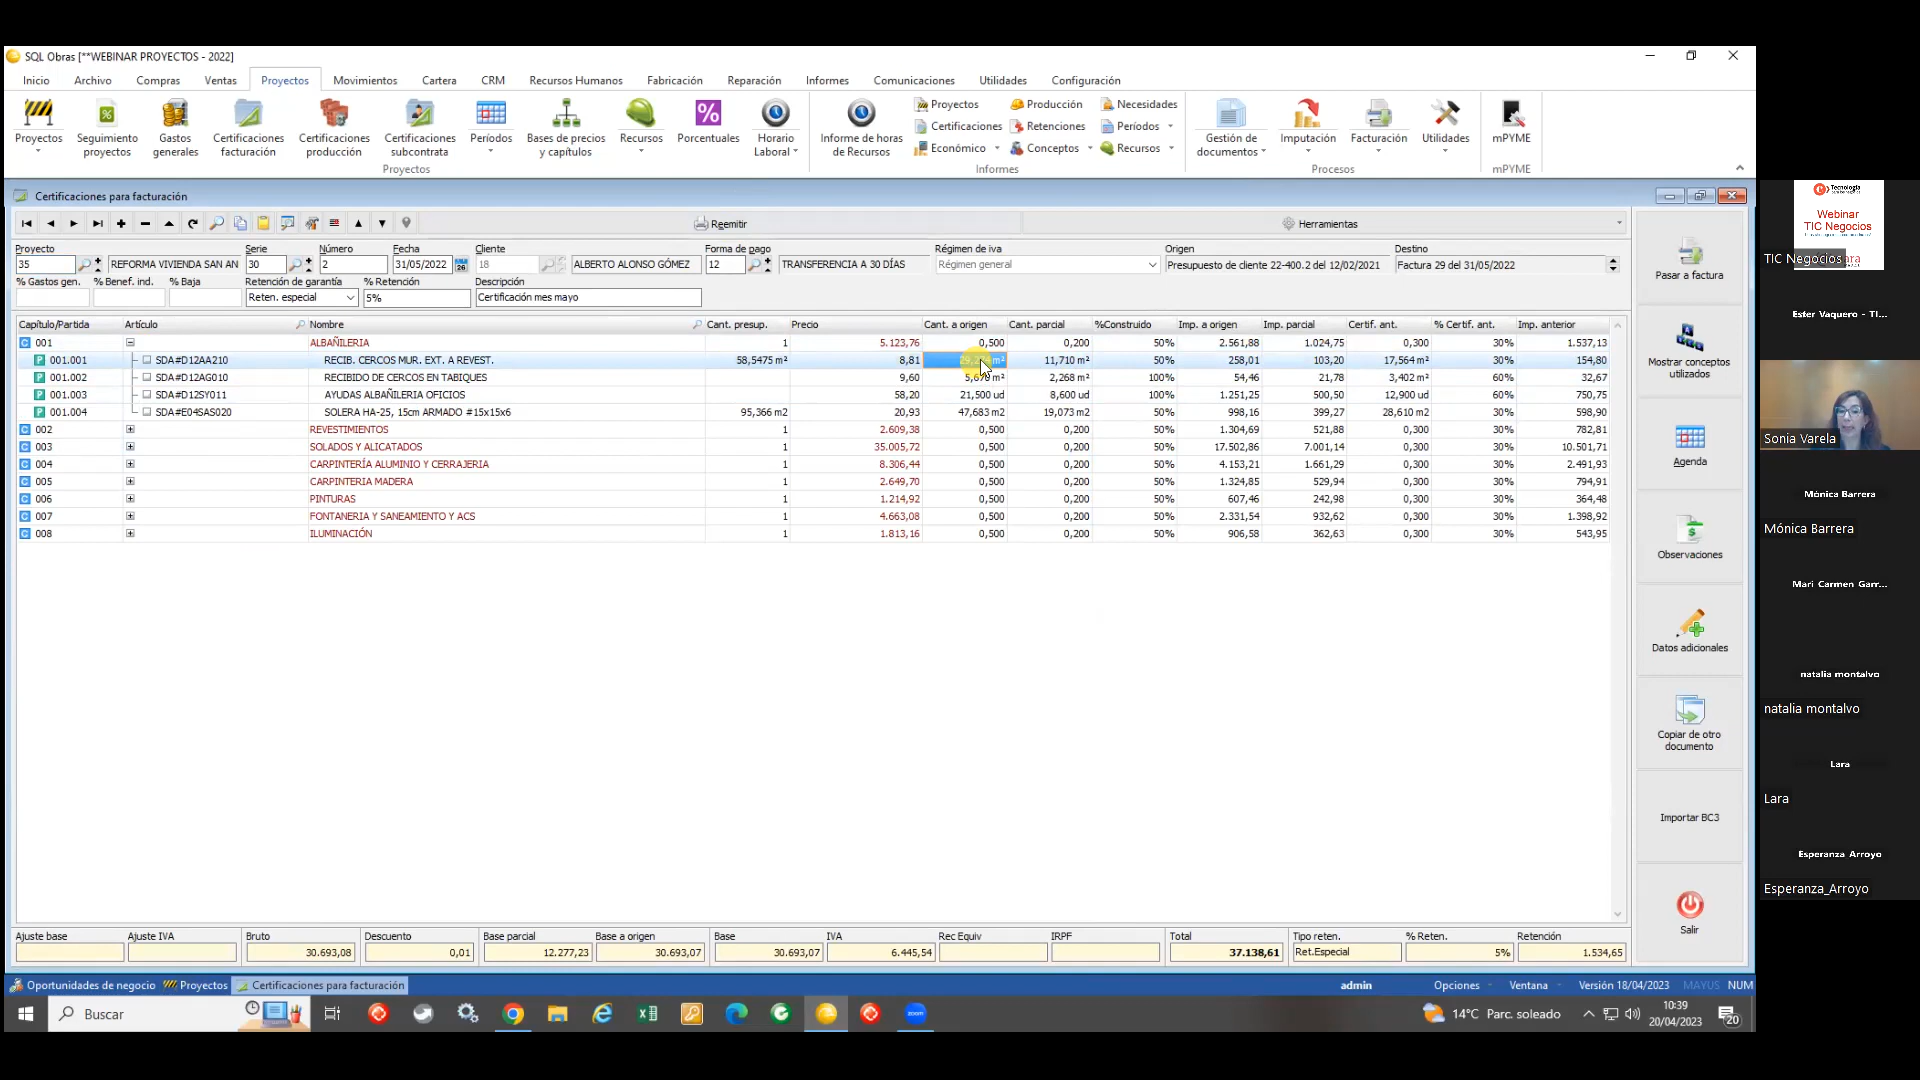 SQL Obras [**WEBINAR PROYECTOS - 2022]
Inicio Archivo Compras Ventas Proyectos Movimientos Cartera CRM Recursos Humanos Fabricación Reparación Informes Comunicaciones Utilidades Configuración
Proyectos
Seguimiento proyectos
Gastos generales
Certificaciones facturación
Certificaciones producción
Certificaciones subcontrata
Períodos
Bases de precios y capítulos
Recursos
Porcentuales
Horario Laboral
Proyectos
Informe de horas de Recursos
Proyectos Producción Necesidades
Certificaciones Retenciones Períodos
Económico Conceptos Recursos
Informes
Gestión de documentos
Imputación
Facturación
Utilidades
Procesos
mPYME
mPYME
Certificaciones para facturación
Reemitir
Herramientas
Proyecto Serie Número Fecha Cliente Forma de pago Régimen de iva Origen Destino
35 REFORMA VIVIENDA SAN AN 30 2 31/05/2022 18 ALBERTO ALONSO GÓMEZ 12 TRANSFERENCIA A 30 DÍAS Régimen general Presupuesto de cliente 22-400.2 del 12/02/2021 Factura 29 del 31/05/2022
% Gastos gen. % Benef. ind. % Baja Retención de garantía % Retención Descripción
Reten. especial 5% Certificación mes mayo
Capítulo/Partida Artículo Nombre Cant. presup. Precio Cant. a origen Cant. parcial %Construido Imp. a origen Imp. parcial Certif. ant. % Certif. ant. Imp. anterior
C 001 ALBAÑILERIA 1 5.123,76 0,500 0,200 50% 2.561,88 1.024,75 0,300 30% 1.537,13
P 001.001 SDA#D12AA210 RECIB. CERCOS MUR. EXT. A REVEST. 58,5475 m² 8,81 m² 11,710 m² 50% 258,01 103,20 17,564 m² 30% 154,80
P 001.002 SDA#D12AG010 RECIBIDO DE CERCOS EN TABIQUES 9,60 m² 2,268 m² 100% 54,46 21,78 3,402 m² 60% 32,67
P 001.003 SDA#D12SY011 AYUDAS ALBAÑILERIA OFICIOS 58,20 21,500 ud 8,600 ud 100% 1.251,25 500,50 12,900 ud 60% 750,75
P 001.004 SDA#E04SAS020 SOLERA HA-25, 15cm ARMADO #15x15x6 95,366 m2 20,93 47,683 m2 19,073 m2 50% 998,16 399,27 28,610 m2 30% 598,90
C 002 REVESTIMIENTOS 1 2.609,38 0,500 0,200 50% 1.304,69 521,88 0,300 30% 782,81
C 003 SOLADOS Y ALICATADOS 1 35.005,72 0,500 0,200 50% 17.502,86 7.001,14 0,300 30% 10.501,71
C 004 CARPINTERÍA ALUMINIO Y CERRAJERIA 1 8.306,44 0,500 0,200 50% 4.153,21 1.661,29 0,300 30% 2.491,93
C 005 CARPINTERIA MADERA 1 2.649,70 0,500 0,200 50% 1.324,85 529,94 0,300 30% 794,91
C 006 PINTURAS 1 1.214,92 0,500 0,200 50% 607,46 242,98 0,300 30% 364,48
C 007 FONTANERIA Y SANEAMIENTO Y ACS 1 4.663,08 0,500 0,200 50% 2.331,54 932,62 0,300 30% 1.398,92
C 008 ILUMINACIÓN 1 1.813,16 0,500 0,200 50% 906,58 362,63 0,300 30% 543,95
Pasar a factura
Mostrar conceptos utilizados
Agenda
Observaciones
Datos adicionales
Copiar de otro documento
Importar BC3
Salir
Ajuste base Ajuste IVA Bruto Descuento Base parcial Base a origen Base IVA Rec Equiv IRPF Total Tipo reten. % Reten. Retención
30.693,08 0,01 12.277,23 30.693,07 30.693,07 6.445,54 37.138,61 Ret.Especial 5% 1.534,65
Oportunidades de negocio Proyectos Certificaciones para facturación admin Opciones Ventana Versión 18/04/2023 MAYUS NUM
Buscar
zoom
14°C Parc. soleado
10:39
20/04/2023
20
Tecnología
Webinar
TIC Negocios
TIC Negocios
Ester Vaquero - TI...
Sonia Varela
Mónica Barrera
Mónica Barrera
Mari Carmen Garr...
natalia montalvo
natalia montalvo
Lara
Lara
Esperanza Arroyo
Esperanza_Arroyo